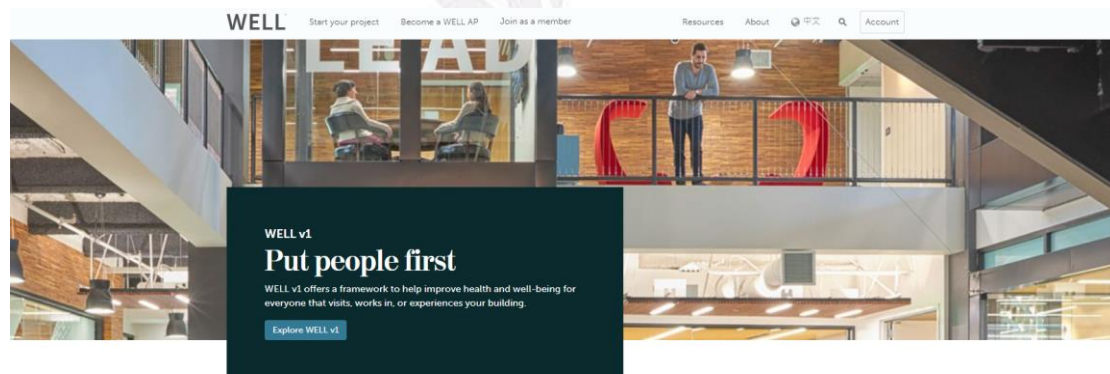 WELL
Start your project
Become a WELL AP
Join as a member
Resources
About
中文
Account
LEAD
WELL v1
Put people first
WELL v1 offers a framework to help improve health and well-being for
everyone that visits, works in, or experiences your building.
Explore WELL v1